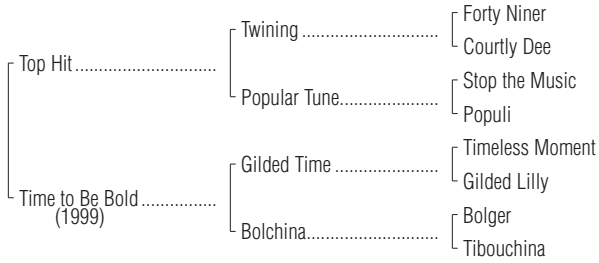 Forty Niner
Twining
Courtly Dee
Top Hit
Stop the Music
Popular Tune
Populi
Timeless Moment
Gilded Time
Gilded Lilly
Time to Be Bold
(1999)
Bolger
Bolchina
Tibouchina